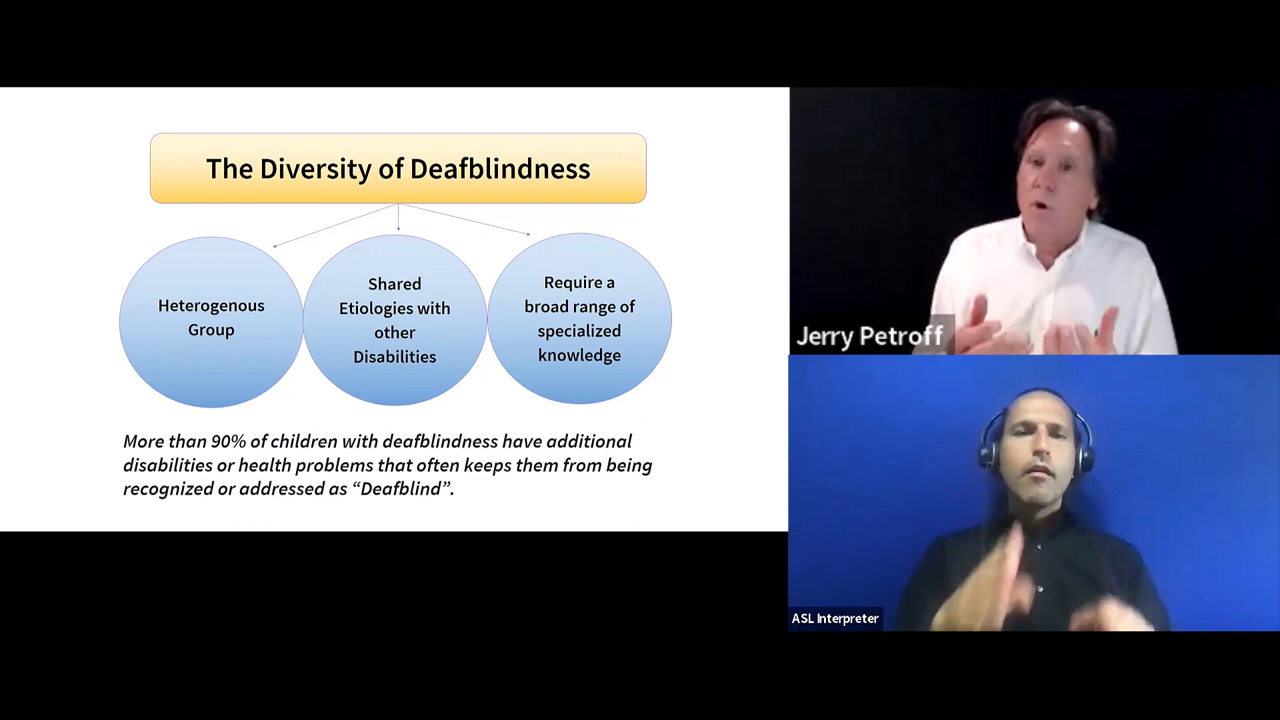 The Diversity of Deafblindness
Heterogenous
Group
Shared
Etiologies with
other
Disabilities
Require a
broad range of
specialized
knowledge
More than 90% of children with deafblindness have additional
disabilities or health problems that often keeps them from being
recognized or addressed as “Deafblind”.
Jerry Petroff
ASL Interpreter